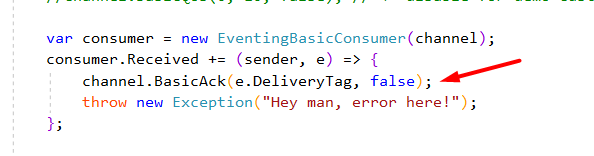 var consumer = new EventingBasicConsumer(channel);
consumer.Received += (sender, e) => {
channel.BasicAck(e.DeliveryTag, false);
throw new Exception("Hey man, error here!");
};